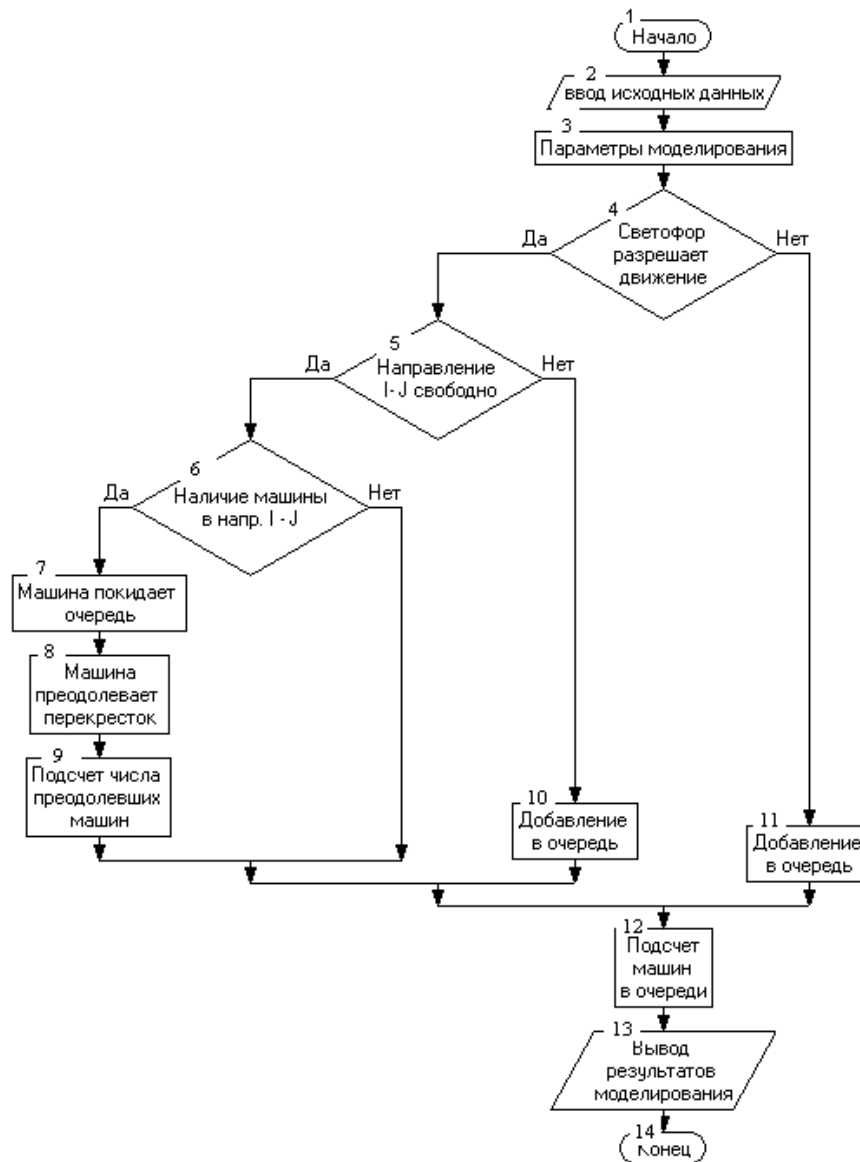 1
Начало
2
ввод исходных данных
3
Параметры моделирования
4
Светофор
разрешает
движение
Да
Нет
5
Направление
I- J свободно
Да
Нет
6
Наличие машины
в напр. I - J
Да
Нет
7
Машина покидает
очередь
8
Машина
преодолевает
перекресток
9
Подсчет числа
преодолевших
машин
10
Добавление
в очередь
11
Добавление
в очередь
12
Подсчет
машин
в очереди
13
Вывод
результатов
моделирования
14
Конец